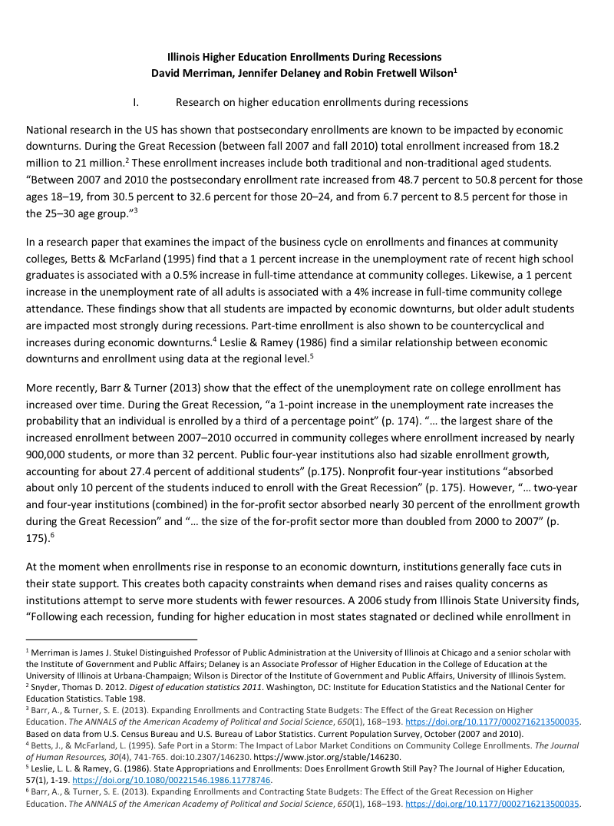 Illinois Higher Education Enrollments During Recessions
David Merriman, Jennifer Delaney and Robin Fretwell Wilson¹
I. Research on higher education enrollments during recessions
National research in the US has shown that postsecondary enrollments are known to be impacted by economic
downturns. During the Great Recession (between fall 2007 and fall 2010) total enrollment increased from 18.2
million to 21 million.² These enrollment increases include both traditional and non-traditional aged students.
“Between 2007 and 2010 the postsecondary enrollment rate increased from 48.7 percent to 50.8 percent for those
ages 18–19, from 30.5 percent to 32.6 percent for those 20–24, and from 6.7 percent to 8.5 percent for those in
the 25–30 age group.”³
In a research paper that examines the impact of the business cycle on enrollments and finances at community
colleges, Betts & McFarland (1995) find that a 1 percent increase in the unemployment rate of recent high school
graduates is associated with a 0.5% increase in full-time attendance at community colleges. Likewise, a 1 percent
increase in the unemployment rate of all adults is associated with a 4% increase in full-time community college
attendance. These findings show that all students are impacted by economic downturns, but older adult students
are impacted most strongly during recessions. Part-time enrollment is also shown to be countercyclical and
increases during economic downturns.⁴ Leslie & Ramey (1986) find a similar relationship between economic
downturns and enrollment using data at the regional level.⁵
More recently, Barr & Turner (2013) show that the effect of the unemployment rate on college enrollment has
increased over time. During the Great Recession, “a 1-point increase in the unemployment rate increases the
probability that an individual is enrolled by a third of a percentage point” (p. 174). “… the largest share of the
increased enrollment between 2007–2010 occurred in community colleges where enrollment increased by nearly
900,000 students, or more than 32 percent. Public four-year institutions also had sizable enrollment growth,
accounting for about 27.4 percent of additional students” (p.175). Nonprofit four-year institutions “absorbed
about only 10 percent of the students induced to enroll with the Great Recession” (p. 175). However, “… two-year
and four-year institutions (combined) in the for-profit sector absorbed nearly 30 percent of the enrollment growth
during the Great Recession” and “… the size of the for-profit sector more than doubled from 2000 to 2007” (p.
175).⁶
At the moment when enrollments rise in response to an economic downturn, institutions generally face cuts in
their state support. This creates both capacity constraints when demand rises and raises quality concerns as
institutions attempt to serve more students with fewer resources. A 2006 study from Illinois State University finds,
“Following each recession, funding for higher education in most states stagnated or declined while enrollment in
¹ Merriman is James J. Stukel Distinguished Professor of Public Administration at the University of Illinois at Chicago and a senior scholar with
the Institute of Government and Public Affairs; Delaney is an Associate Professor of Higher Education in the College of Education at the
University of Illinois at Urbana-Champaign; Wilson is Director of the Institute of Government and Public Affairs, University of Illinois System.
² Snyder, Thomas D. 2012. Digest of education statistics 2011. Washington, DC: Institute for Education Statistics and the National Center for
Education Statistics. Table 198.
³ Barr, A., & Turner, S. E. (2013). Expanding Enrollments and Contracting State Budgets: The Effect of the Great Recession on Higher
Education. The ANNALS of the American Academy of Political and Social Science, 650(1), 168–193. https://doi.org/10.1177/0002716213500035.
Based on data from U.S. Census Bureau and U.S. Bureau of Labor Statistics. Current Population Survey, October (2007 and 2010).
⁴ Betts, J., & McFarland, L. (1995). Safe Port in a Storm: The Impact of Labor Market Conditions on Community College Enrollments. The Journal
of Human Resources, 30(4), 741-765. doi:10.2307/146230. https://www.jstor.org/stable/146230.
⁵ Leslie, L. L. & Ramey, G. (1986). State Appropriations and Enrollments: Does Enrollment Growth Still Pay? The Journal of Higher Education,
57(1), 1-19. https://doi.org/10.1080/00221546.1986.11778746.
⁶ Barr, A., & Turner, S. E. (2013). Expanding Enrollments and Contracting State Budgets: The Effect of the Great Recession on Higher
Education. The ANNALS of the American Academy of Political and Social Science, 650(1), 168–193. https://doi.org/10.1177/0002716213500035.